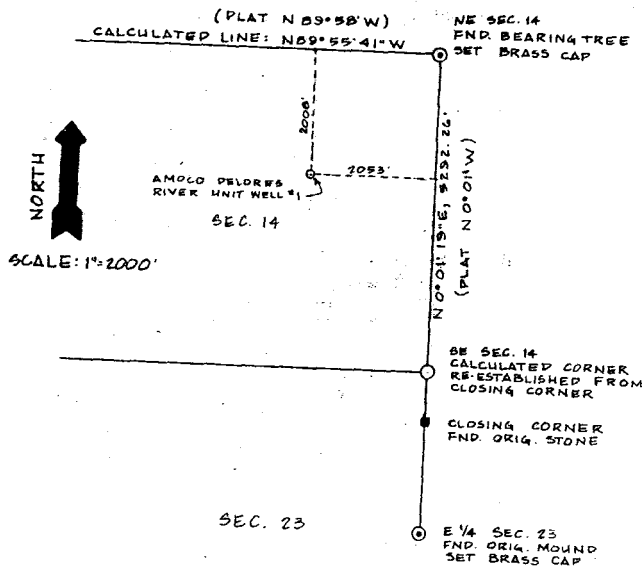 (PLAT N 89°58' W)
CALCULATED LINE: N89°55'41"W
NE SEC. 14
FND. BEARING TREE
SET BRASS CAP
2008'
2053'
NORTH
AMOCO DELORES
RIVER UNIT WELL #1
SEC. 14
N 0°01'19"E, 5292.26'
(PLAT N 0°01'W)
SCALE: 1"=2000'
SE SEC. 14
CALCULATED CORNER
RE-ESTABLISHED FROM
CLOSING CORNER
CLOSING CORNER
FND. ORIG. STONE
SEC. 23
E 1/4 SEC. 23
FND. ORIG. MOUND
SET BRASS CAP